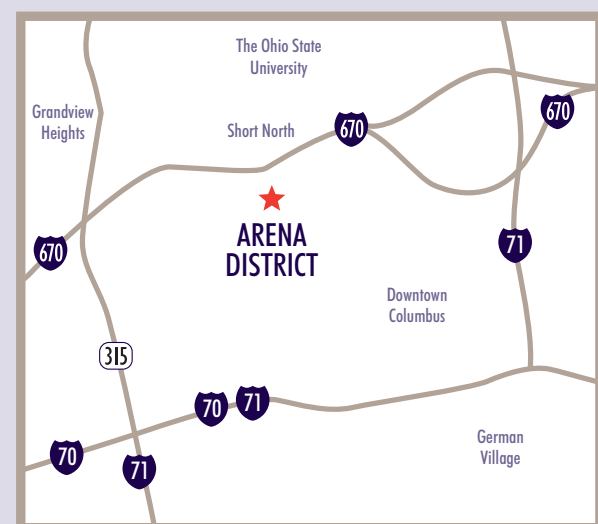 The Ohio State
University
Grandview
Heights
Short North
670
670
ARENA
DISTRICT
670
71
Downtown
Columbus
315
70
71
German
Village
70
71